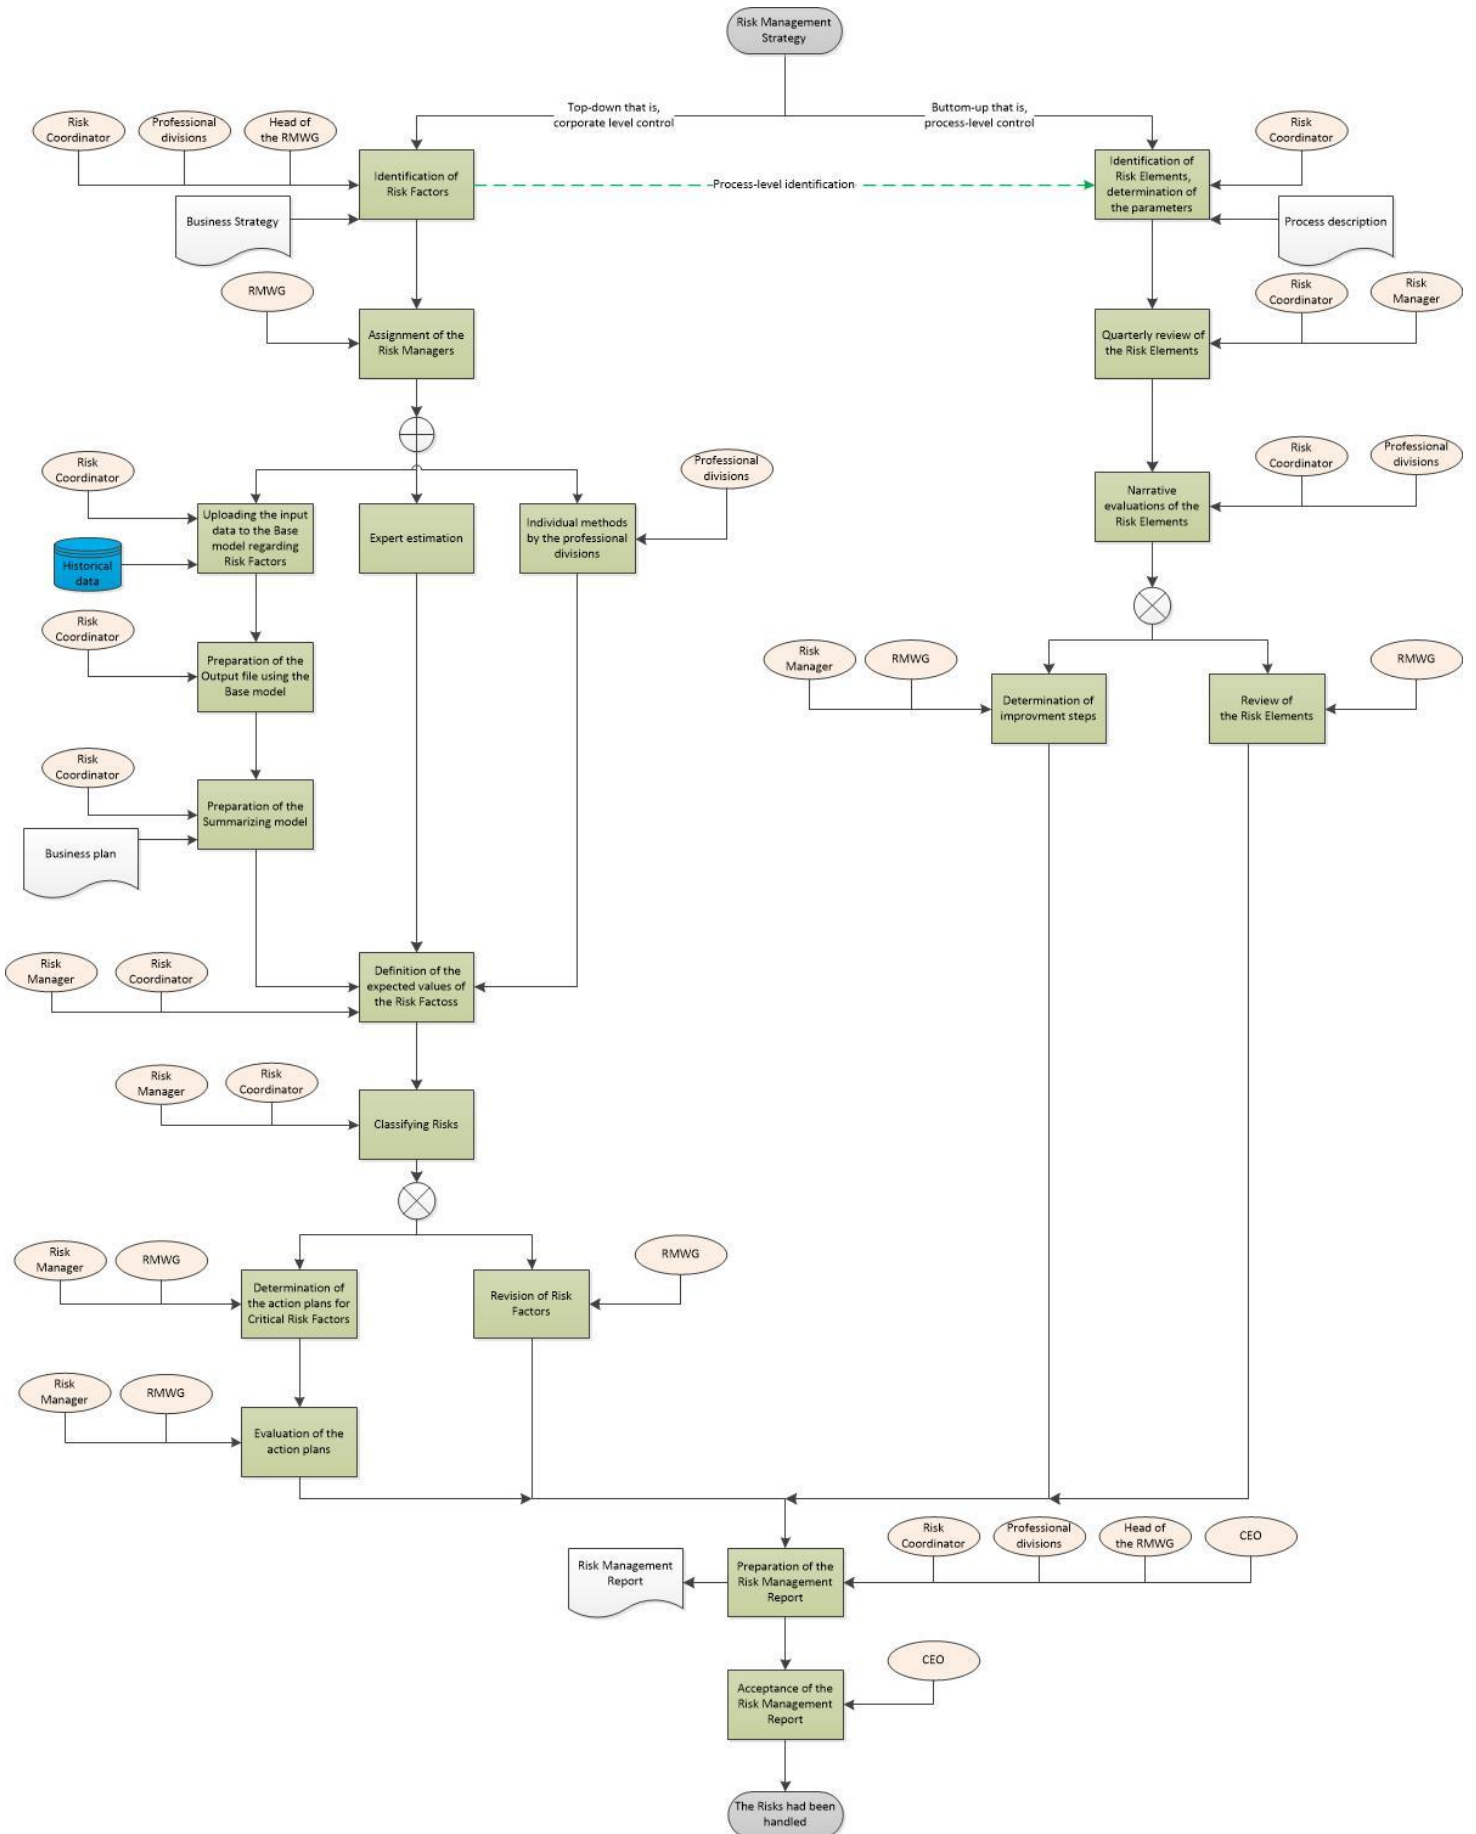 Risk Management
Strategy
Top-down that is,
corporate level control
Buttom-up that is,
process-level control
Risk
Coordinator
Professional
divisions
Head of
the RMWG
Risk
Coordinator
Identification of
Risk Factors
Process-level identification
Identification of
Risk Elements,
determination of
the parameters
Business Strategy
Process description
RMWG
Risk
Coordinator
Risk
Manager
Assignment of the
Risk Managers
Quarterly review of
the Risk Elements
Risk
Coordinator
Professional
divisions
Risk
Coordinator
Professional
divisions
Uploading the input
data to the Base
model regarding
Risk Factors
Expert estimation
Individual methods
by the professional
divisions
Narrative
evaluations of the
Risk Elements
Historical
data
Risk
Coordinator
Risk
Manager
RMWG
RMWG
Preparation of the
Output file using the
Base model
Determination of
improvment steps
Review of
the Risk Elements
Risk
Coordinator
Preparation of the
Summarizing model
Business plan
Risk
Manager
Risk
Coordinator
Definition of the
expected values of
the Risk Factoss
Risk
Manager
Risk
Coordinator
Classifying Risks
Risk
Manager
RMWG
RMWG
Determination of
the action plans for
Critical Risk Factors
Revision of Risk
Factors
Risk
Manager
RMWG
Evaluation of the
action plans
Risk
Coordinator
Professional
divisions
Head of
the RMWG
CEO
Risk Management
Report
Preparation of the
Risk Management
Report
CEO
Acceptance of the
Risk Management
Report
The Risks had been
handled